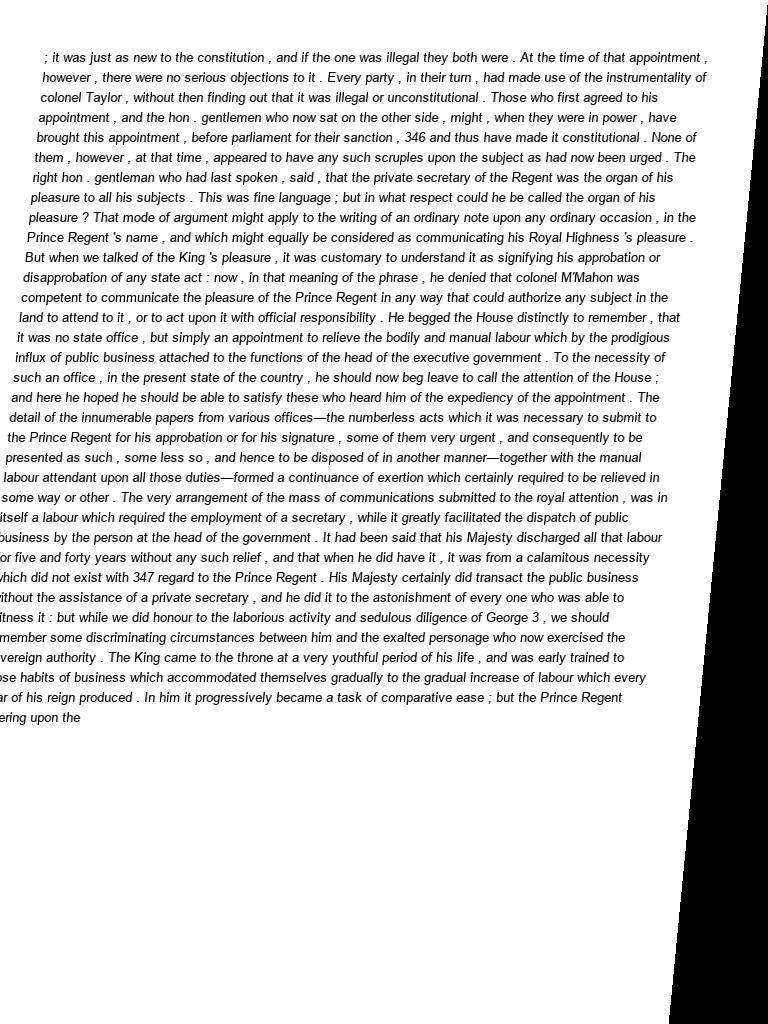 ; it was just as new to the constitution , and if the one was illegal they both were . At the time of that appointment ,
however , there were no serious objections to it . Every party , in their turn , had made use of the instrumentality of
colonel Taylor , without then finding out that it was illegal or unconstitutional . Those who first agreed to his
appointment , and the hon . gentlemen who now sat on the other side , might , when they were in power , have
brought this appointment , before parliament for their sanction , 346 and thus have made it constitutional . None of
them , however , at that time , appeared to have any such scruples upon the subject as had now been urged . The
right hon . gentleman who had last spoken , said , that the private secretary of the Regent was the organ of his
pleasure to all his subjects . This was fine language ; but in what respect could he be called the organ of his
pleasure ? That mode of argument might apply to the writing of an ordinary note upon any ordinary occasion , in the
Prince Regent 's name , and which might equally be considered as communicating his Royal Highness 's pleasure .
But when we talked of the King 's pleasure , it was customary to understand it as signifying his approbation or
disapprobation of any state act : now , in that meaning of the phrase , he denied that colonel M'Mahon was
competent to communicate the pleasure of the Prince Regent in any way that could authorize any subject in the
land to attend to it , or to act upon it with official responsibility . He begged the House distinctly to remember , that
it was no state office , but simply an appointment to relieve the bodily and manual labour which by the prodigious
influx of public business attached to the functions of the head of the executive government . To the necessity of
such an office , in the present state of the country , he should now beg leave to call the attention of the House ;
and here he hoped he should be able to satisfy these who heard him of the expediency of the appointment . The
detail of the innumerable papers from various offices—the numberless acts which it was necessary to submit to
the Prince Regent for his approbation or for his signature , some of them very urgent , and consequently to be
presented as such , some less so , and hence to be disposed of in another manner—together with the manual
labour attendant upon all those duties—formed a continuance of exertion which certainly required to be relieved in
some way or other . The very arrangement of the mass of communications submitted to the royal attention , was in
itself a labour which required the employment of a secretary , while it greatly facilitated the dispatch of public
business by the person at the head of the government . It had been said that his Majesty discharged all that labour
for five and forty years without any such relief , and that when he did have it , it was from a calamitous necessity
which did not exist with 347 regard to the Prince Regent . His Majesty certainly did transact the public business
without the assistance of a private secretary , and he did it to the astonishment of every one who was able to
itness it : but while we did honour to the laborious activity and sedulous diligence of George 3 , we should
member some discriminating circumstances between him and the exalted personage who now exercised the
vereign authority . The King came to the throne at a very youthful period of his life , and was early trained to
ose habits of business which accommodated themselves gradually to the gradual increase of labour which every
ar of his reign produced . In him it progressively became a task of comparative ease ; but the Prince Regent
ering upon the